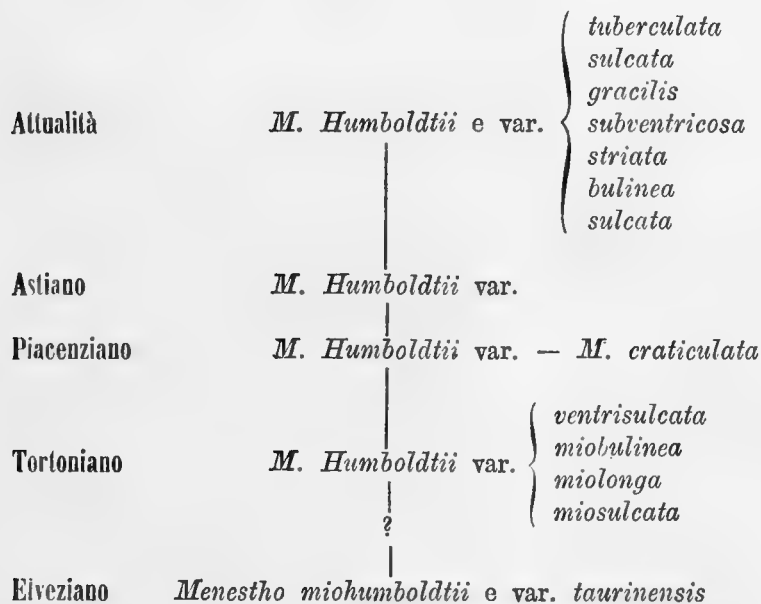 tuberculata
sulcata
gracilis
Attualità M. Humboldtii e var. subventricosa
striata
bulinea
sulcata
Astiano M. Humboldtii var.
Piacenziano M. Humboldtii var. — M. craticulata
ventrisulcata
miobulinea
Tortoniano M. Humboldtii var. miolonga
miosulcata
?
Elveziano Menestho miohumboldtii e var. taurinensis